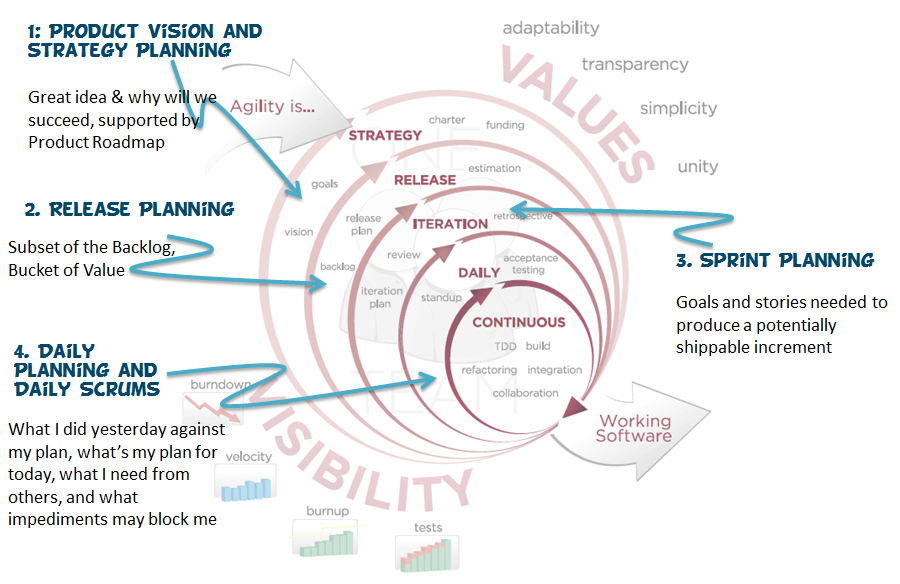 1: Product Vision and
Strategy Planning
Great idea & why will we
succeed, supported by
Product Roadmap
2. Release Planning
Subset of the Backlog,
Bucket of Value
3. Sprint Planning
Goals and stories needed to
produce a potentially
shippable increment
4. Daily
Planning and
Daily Scrums
What I did yesterday against
my plan, what's my plan for
today, what I need from
others, and what
impediments may block me
Agility is...
VALUES
adaptability
transparency
simplicity
unity
ONE
TEAM
STRATEGY
charter
funding
goals
vision
RELEASE
estimation
release
plan
backlog
ITERATION
retrospective
review
iteration
plan
DAILY
acceptance
testing
standup
CONTINUOUS
TDD build
refactoring integration
collaboration
Working
Software
VISIBILITY
burndown
velocity
burnup
tests